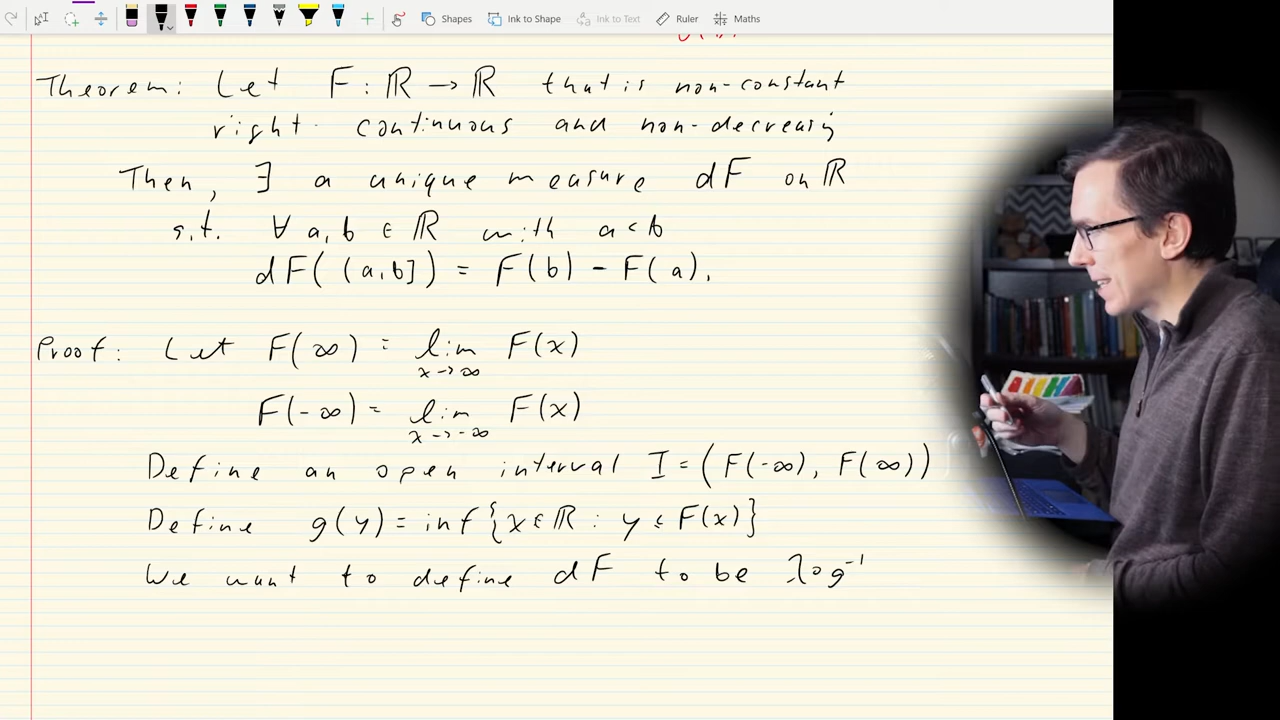 Shapes Ink to Shape Ink to Text Ruler Maths
Theorem: Let F : ℝ → ℝ that is non-constant
right continuous and non-decreasing
Then, ∃ a unique measure dF on ℝ
s.t. ∀ a, b ∈ ℝ with a < b
dF((a,b]) = F(b) - F(a).
Proof: Let F(∞) = lim F(x)
x→∞
F(-∞) = lim F(x)
x→-∞
Define an open interval I = (F(-∞), F(∞))
Define g(y) = inf{x ∈ ℝ : y ≤ F(x)}
We want to define dF to be λ∘g⁻¹